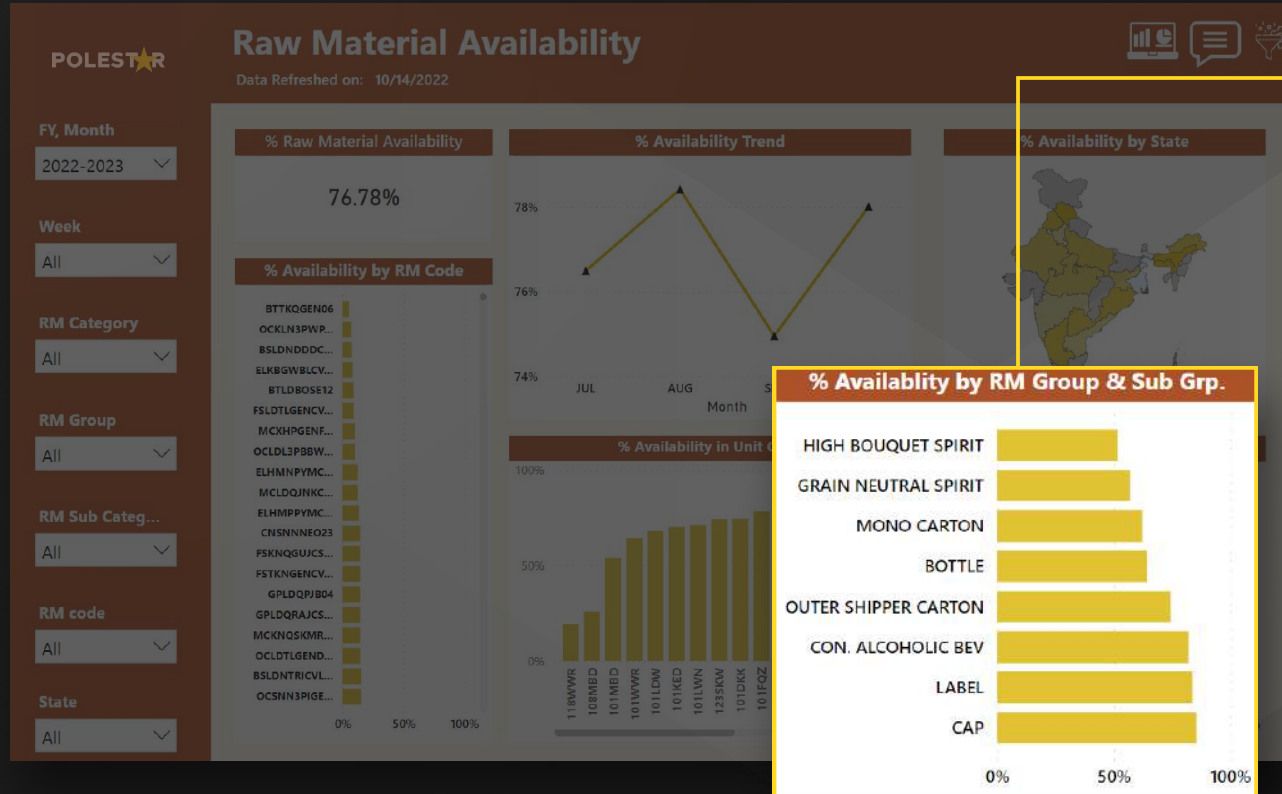 POLESTAR
Raw Material Availability
Data Refreshed on: 10/14/2022
FY, Month
2022-2023
Week
All
RM Category
All
RM Group
All
RM Sub Categ...
All
RM code
All
State
All
% Raw Material Availability
76.78%
% Availability by RM Code
BTTKQGEN06
OCKLN3PWP...
BSLDNDDDC...
ELKBGWBLCV...
BTLDBOSE12
FSLDTLGENCV...
MCXHPGENF...
OCLDL3PBBW...
ELHMNPYMC...
MCLDQJNKC...
ELHMPPYMC...
CNSNNNEO23
FSKNQGUJCS...
FSTKNGENCV...
GPLDQPJB04
GPLDQRAJCS...
MCKNQSKMR...
OCLDTLGEND...
BSLDNTRICVL...
OCSNN3PIGE...
0% 50% 100%
% Availability Trend
78%
76%
74%
JUL AUG S
Month
% Availability in Unit
100%
50%
0%
118WWR
108MBD
101MBD
101WWR
101LDW
101KED
101LWN
123SKW
101DKK
101FQZ
% Availability by State
% Availablity by RM Group & Sub Grp.
HIGH BOUQUET SPIRIT
GRAIN NEUTRAL SPIRIT
MONO CARTON
BOTTLE
OUTER SHIPPER CARTON
CON. ALCOHOLIC BEV
LABEL
CAP
0% 50% 100%